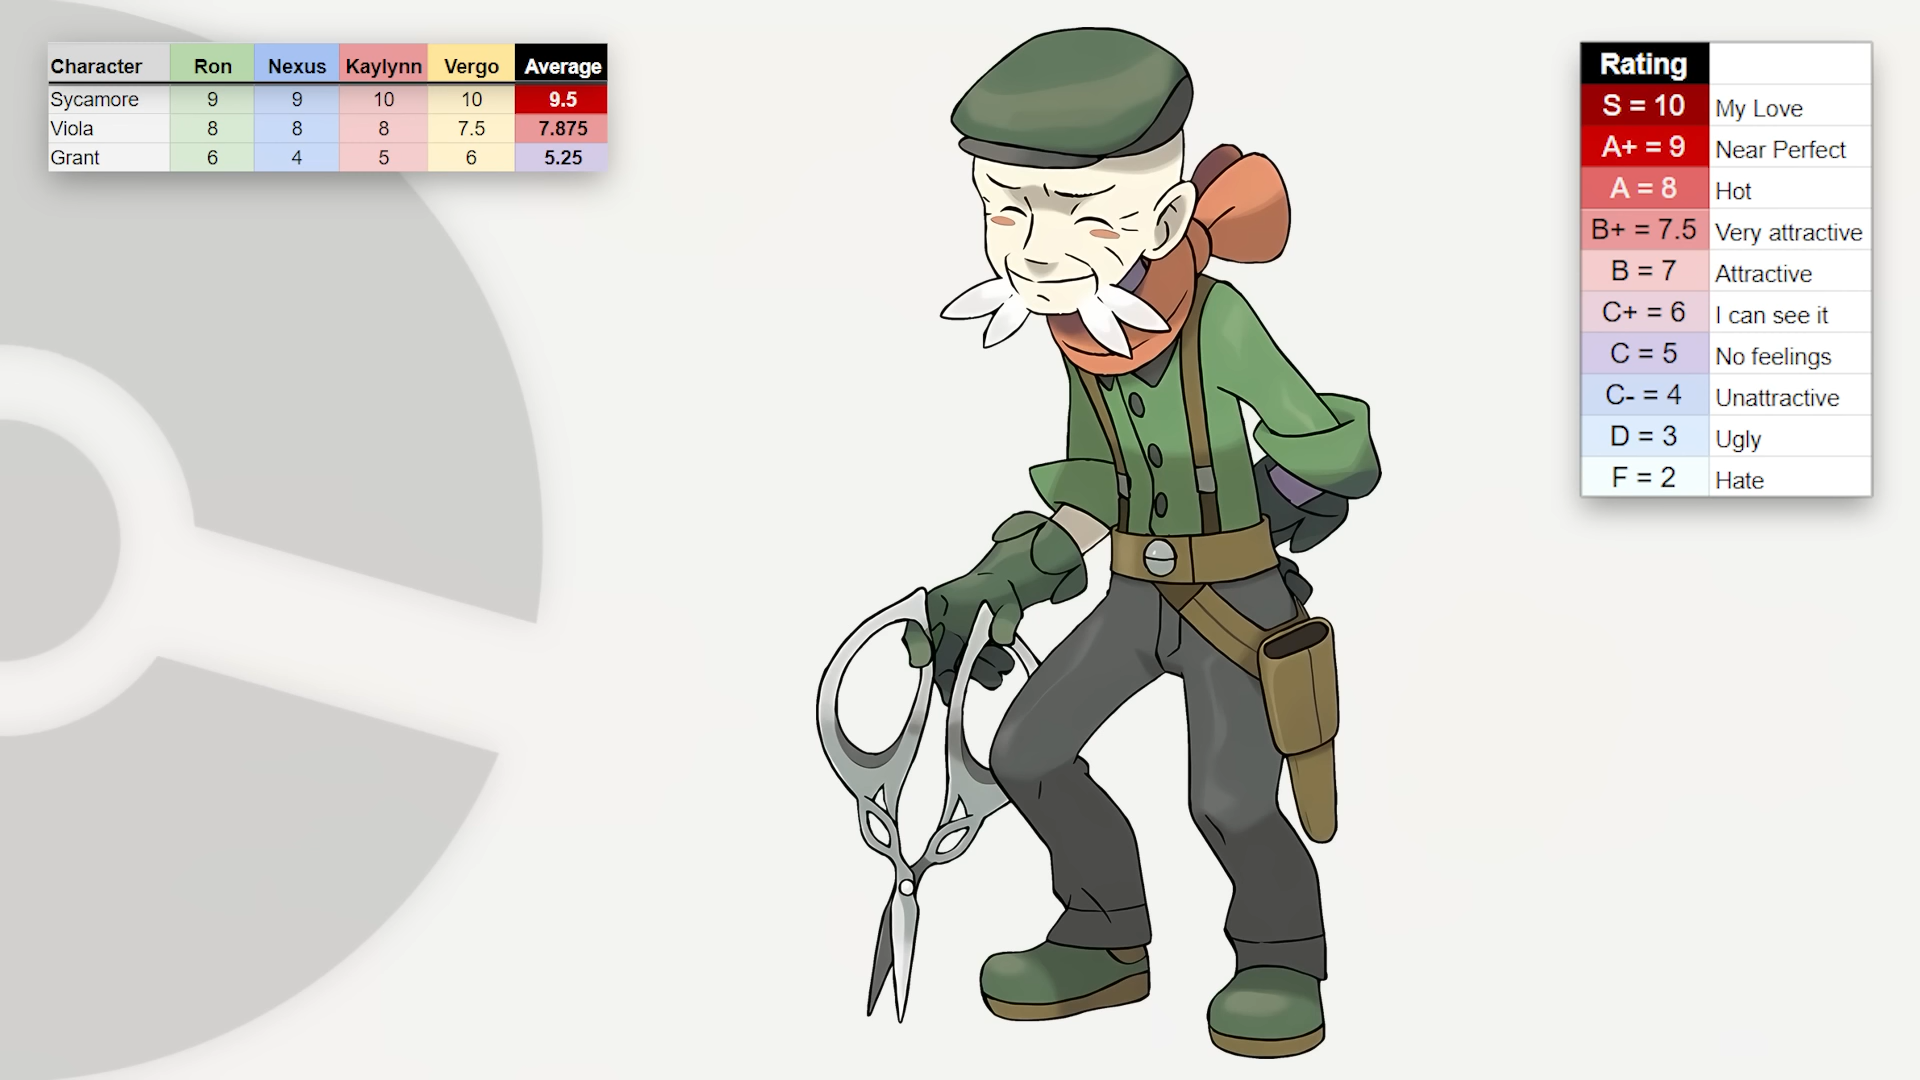 Character Ron Nexus Kaylynn Vergo Average
Sycamore 9 9 10 10 9.5
Viola 8 8 8 7.5 7.875
Grant 6 4 5 6 5.25
Rating
S = 10 My Love
A+ = 9 Near Perfect
A = 8 Hot
B+ = 7.5 Very attractive
B = 7 Attractive
C+ = 6 I can see it
C = 5 No feelings
C- = 4 Unattractive
D = 3 Ugly
F = 2 Hate